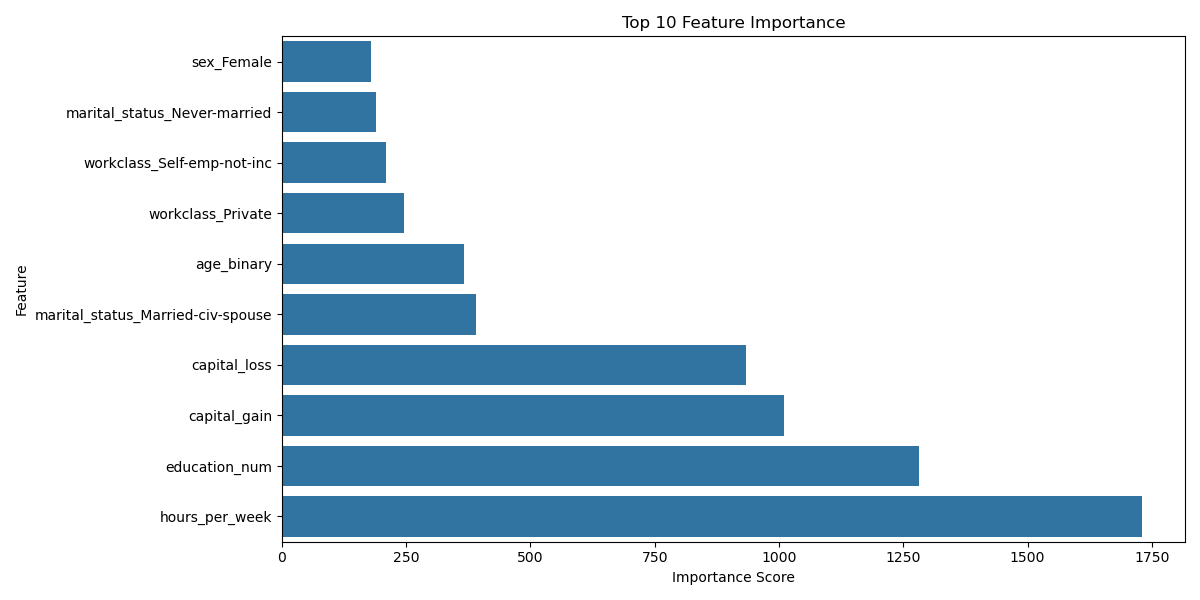 Top 10 Feature Importance
Feature
sex_Female
marital_status_Never-married
workclass_Self-emp-not-inc
workclass_Private
age_binary
marital_status_Married-civ-spouse
capital_loss
capital_gain
education_num
hours_per_week
0 250 500 750 1000 1250 1500 1750
Importance Score